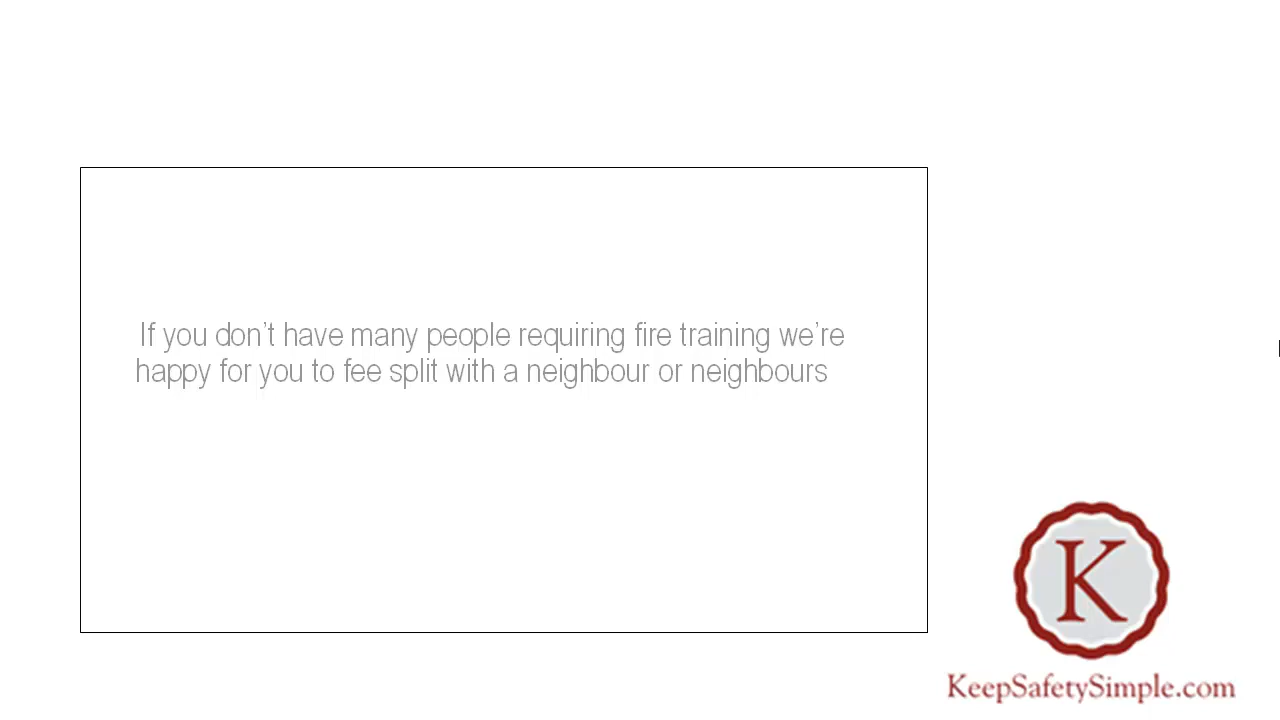 If you don’t have many people requiring fire training we’re
happy for you to fee split with a neighbour or neighbours
K
KeepSafetySimple.com